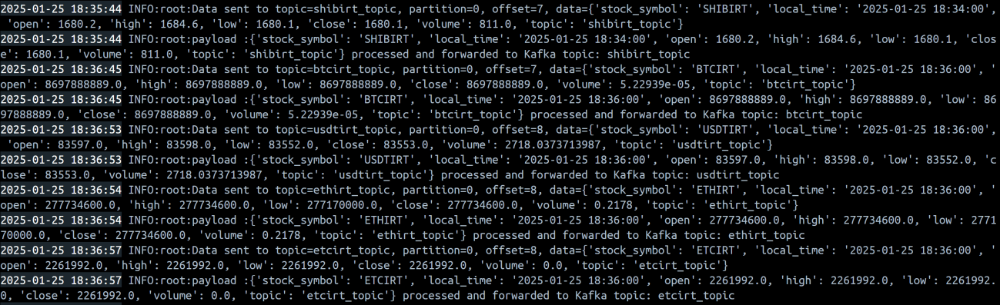 2025-01-25 18:35:44 INFO:root:Data sent to topic=shibirt_topic, partition=0, offset=7, data={'stock_symbol': 'SHIBIRT', 'local_time': '2025-01-25 18:34:00',
 'open': 1680.2, 'high': 1684.6, 'low': 1680.1, 'close': 1680.1, 'volume': 811.0, 'topic': 'shibirt_topic'}
2025-01-25 18:35:44 INFO:root:payload :{'stock_symbol': 'SHIBIRT', 'local_time': '2025-01-25 18:34:00', 'open': 1680.2, 'high': 1684.6, 'low': 1680.1, 'clos
e': 1680.1, 'volume': 811.0, 'topic': 'shibirt_topic'} processed and forwarded to Kafka topic: shibirt_topic
2025-01-25 18:36:45 INFO:root:Data sent to topic=btcirt_topic, partition=0, offset=7, data={'stock_symbol': 'BTCIRT', 'local_time': '2025-01-25 18:36:00', '
open': 8697888889.0, 'high': 8697888889.0, 'low': 8697888889.0, 'close': 8697888889.0, 'volume': 5.22939e-05, 'topic': 'btcirt_topic'}
2025-01-25 18:36:45 INFO:root:payload :{'stock_symbol': 'BTCIRT', 'local_time': '2025-01-25 18:36:00', 'open': 8697888889.0, 'high': 8697888889.0, 'low': 869
7888889.0, 'close': 8697888889.0, 'volume': 5.22939e-05, 'topic': 'btcirt_topic'} processed and forwarded to Kafka topic: btcirt_topic
2025-01-25 18:36:53 INFO:root:Data sent to topic=usdtirt_topic, partition=0, offset=8, data={'stock_symbol': 'USDTIRT', 'local_time': '2025-01-25 18:36:00',
 'open': 83597.0, 'high': 83598.0, 'low': 83552.0, 'close': 83553.0, 'volume': 2718.0373713987, 'topic': 'usdtirt_topic'}
2025-01-25 18:36:53 INFO:root:payload :{'stock_symbol': 'USDTIRT', 'local_time': '2025-01-25 18:36:00', 'open': 83597.0, 'high': 83598.0, 'low': 83552.0, 'c
lose': 83553.0, 'volume': 2718.0373713987, 'topic': 'usdtirt_topic'} processed and forwarded to Kafka topic: usdtirt_topic
2025-01-25 18:36:54 INFO:root:Data sent to topic=ethirt_topic, partition=0, offset=8, data={'stock_symbol': 'ETHIRT', 'local_time': '2025-01-25 18:36:00', '
open': 277734600.0, 'high': 277734600.0, 'low': 277170000.0, 'close': 277734600.0, 'volume': 0.2178, 'topic': 'ethirt_topic'}
2025-01-25 18:36:54 INFO:root:payload :{'stock_symbol': 'ETHIRT', 'local_time': '2025-01-25 18:36:00', 'open': 277734600.0, 'high': 277734600.0, 'low': 2771
70000.0, 'close': 277734600.0, 'volume': 0.2178, 'topic': 'ethirt_topic'} processed and forwarded to Kafka topic: ethirt_topic
2025-01-25 18:36:57 INFO:root:Data sent to topic=etcirt_topic, partition=0, offset=8, data={'stock_symbol': 'ETCIRT', 'local_time': '2025-01-25 18:36:00', '
open': 2261992.0, 'high': 2261992.0, 'low': 2261992.0, 'close': 2261992.0, 'volume': 0.0, 'topic': 'etcirt_topic'}
2025-01-25 18:36:57 INFO:root:payload :{'stock_symbol': 'ETCIRT', 'local_time': '2025-01-25 18:36:00', 'open': 2261992.0, 'high': 2261992.0, 'low': 2261992.
0, 'close': 2261992.0, 'volume': 0.0, 'topic': 'etcirt_topic'} processed and forwarded to Kafka topic: etcirt_topic